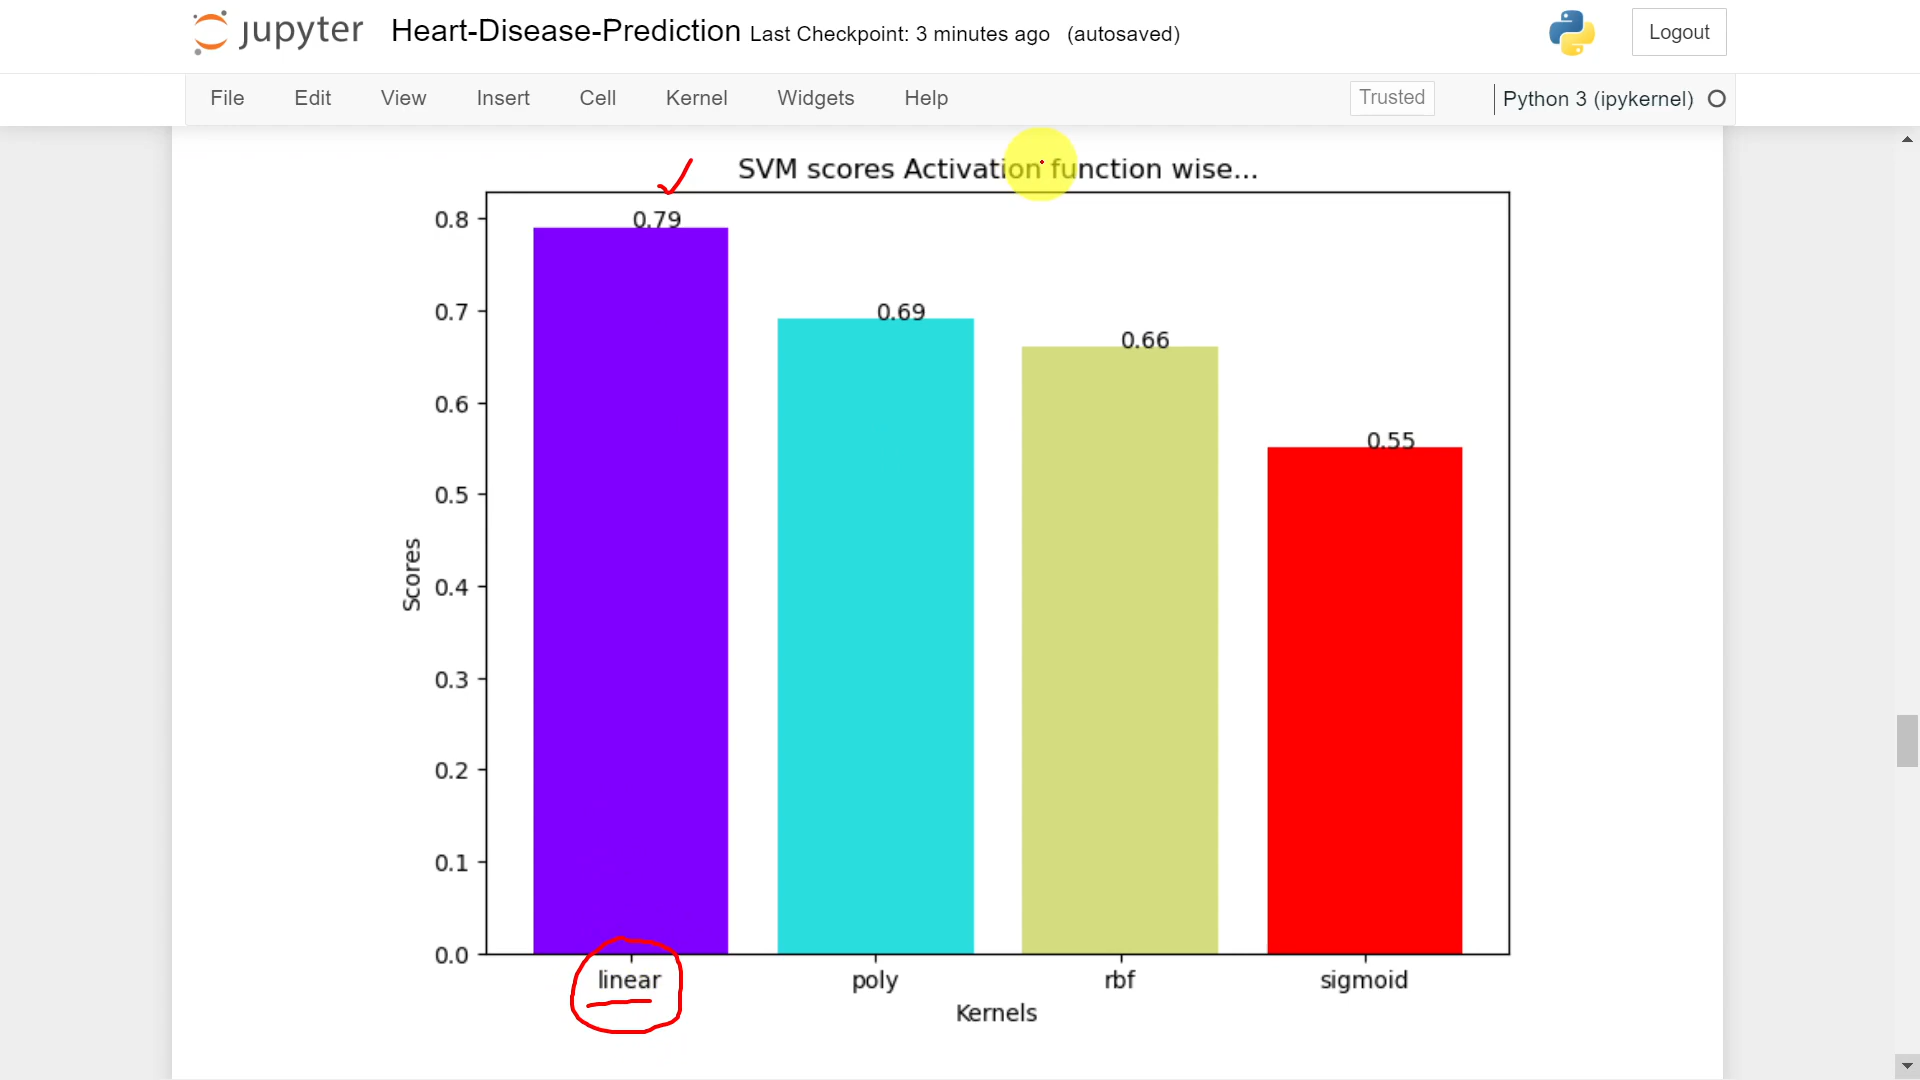 jupyter Heart-Disease-Prediction Last Checkpoint: 3 minutes ago (autosaved) Logout
File Edit View Insert Cell Kernel Widgets Help Trusted Python 3 (ipykernel)
SVM scores Activation function wise...
0.8
0.7
0.6
0.5
0.4
0.3
0.2
0.1
0.0
Scores
0.79
0.69
0.66
0.55
linear poly rbf sigmoid
Kernels